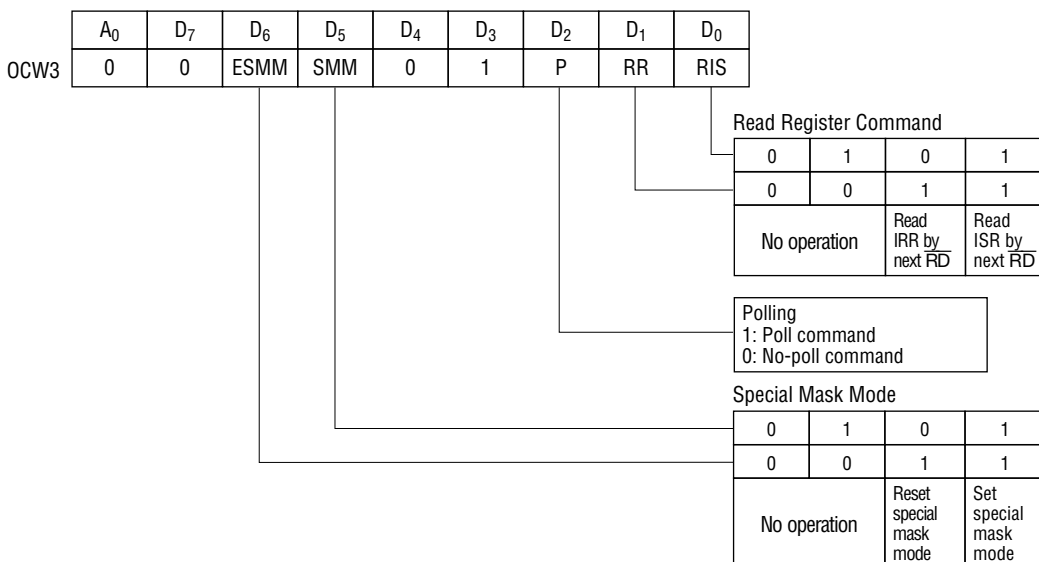 A0 D7 D6 D5 D4 D3 D2 D1 D0
OCW3 0 0 ESMM SMM 0 1 P RR RIS
Read Register Command
0 1 0 1
0 0 1 1
No operation
Read
IRR by
next RD
Read
ISR by
next RD
Polling
1: Poll command
0: No-poll command
Special Mask Mode
0 1 0 1
0 0 1 1
No operation
Reset
special
mask
mode
Set
special
mask
mode